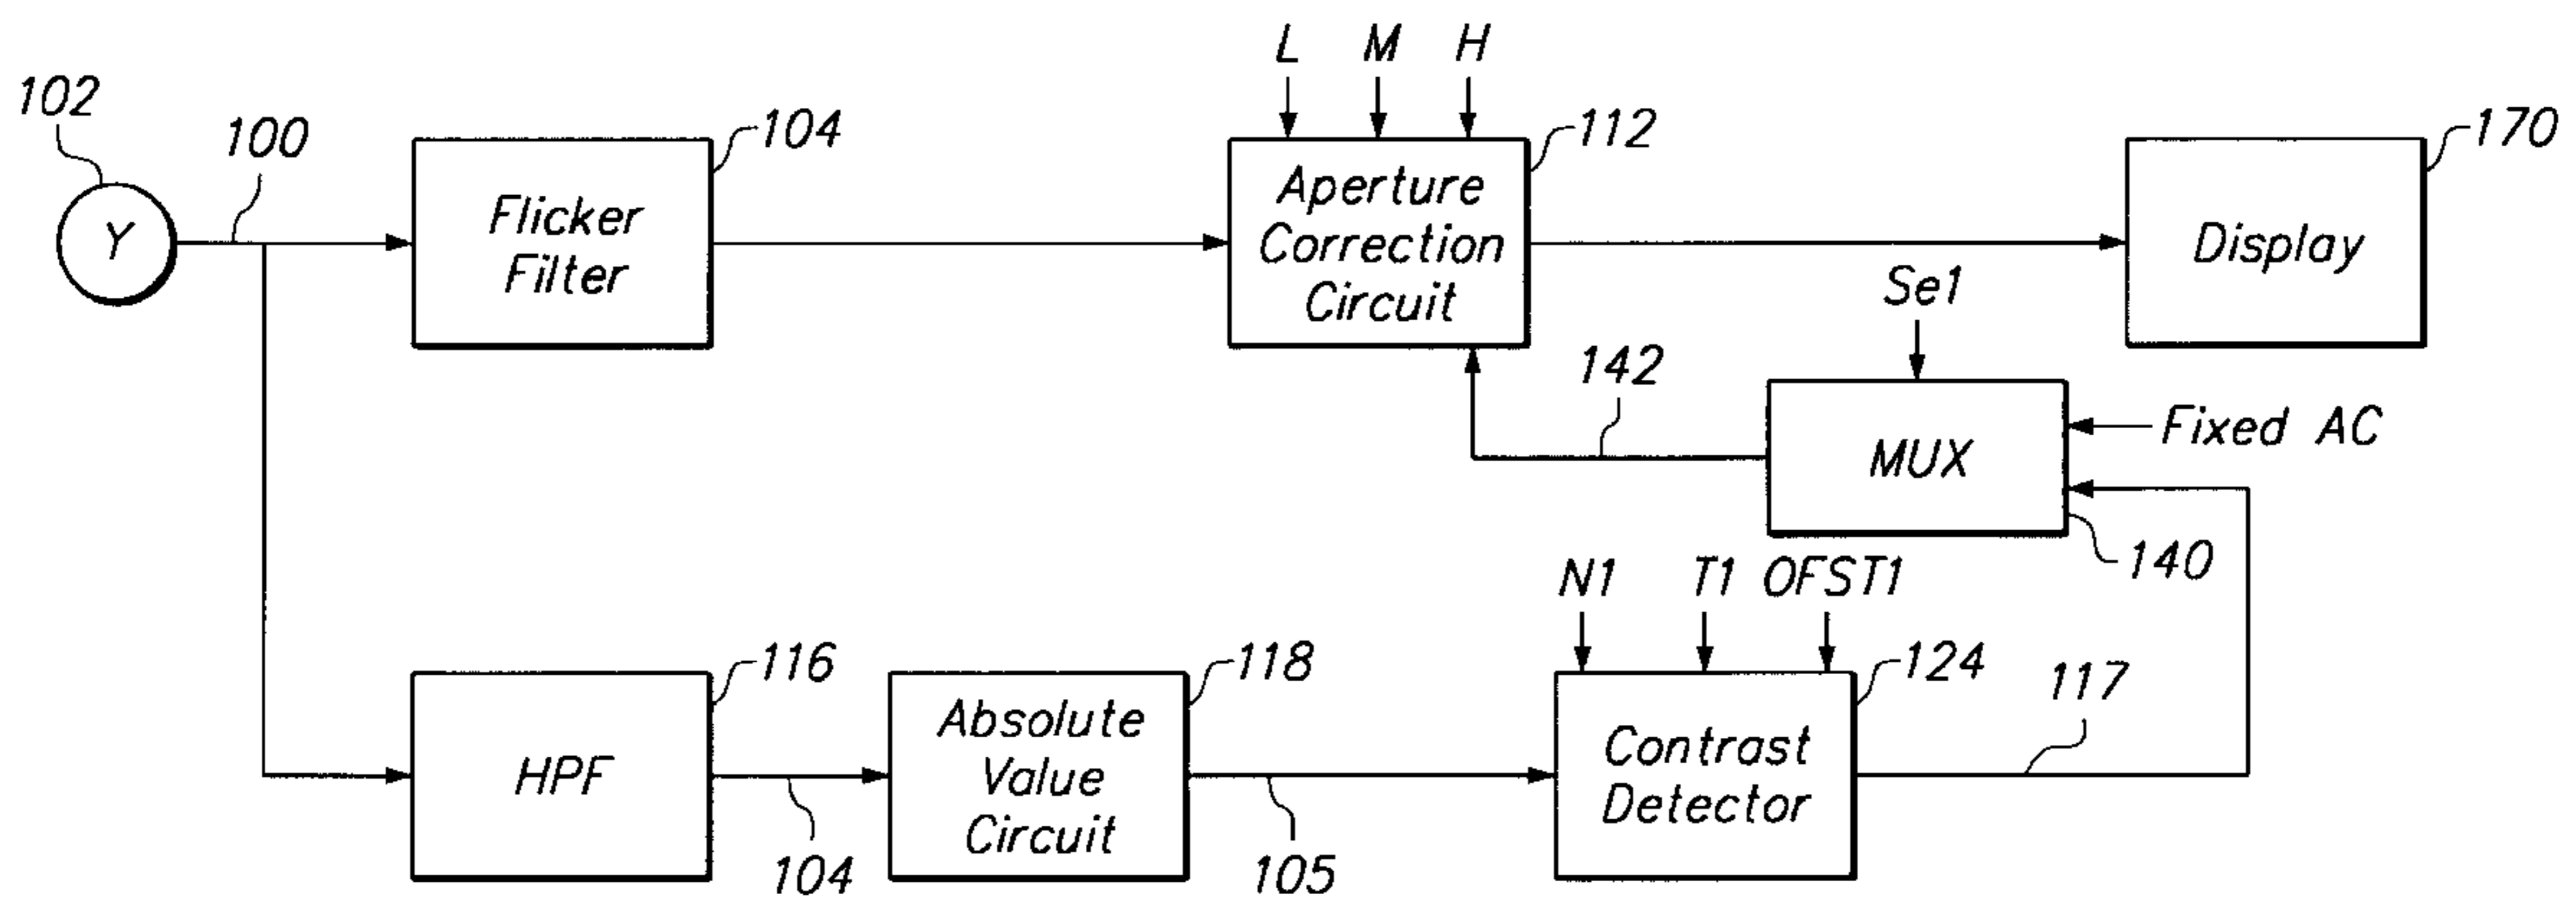 L M H
102
100
104
112
170
Y
Flicker
Filter
Aperture
Correction
Circuit
Display
Se1
142
Fixed AC
MUX
140
N1 T1 OFST1
116
118
124
117
HPF
Absolute
Value
Circuit
Contrast
Detector
104
105